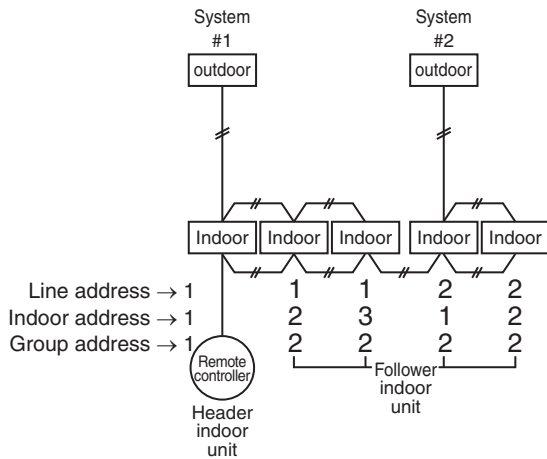 System
#1
System
#2
outdoor
outdoor
Indoor
Indoor
Indoor
Indoor
Indoor
Line address → 1 1 1 2 2
Indoor address → 1 2 3 1 2
Group address → 1 2 2 2 2
Remote
controller
Header
indoor
unit
Follower
indoor
unit